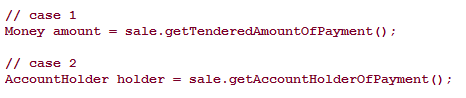 // case 1
Money amount = sale.getTenderedAmountOfPayment();
// case 2
AccountHolder holder = sale.getAccountHolderOfPayment();